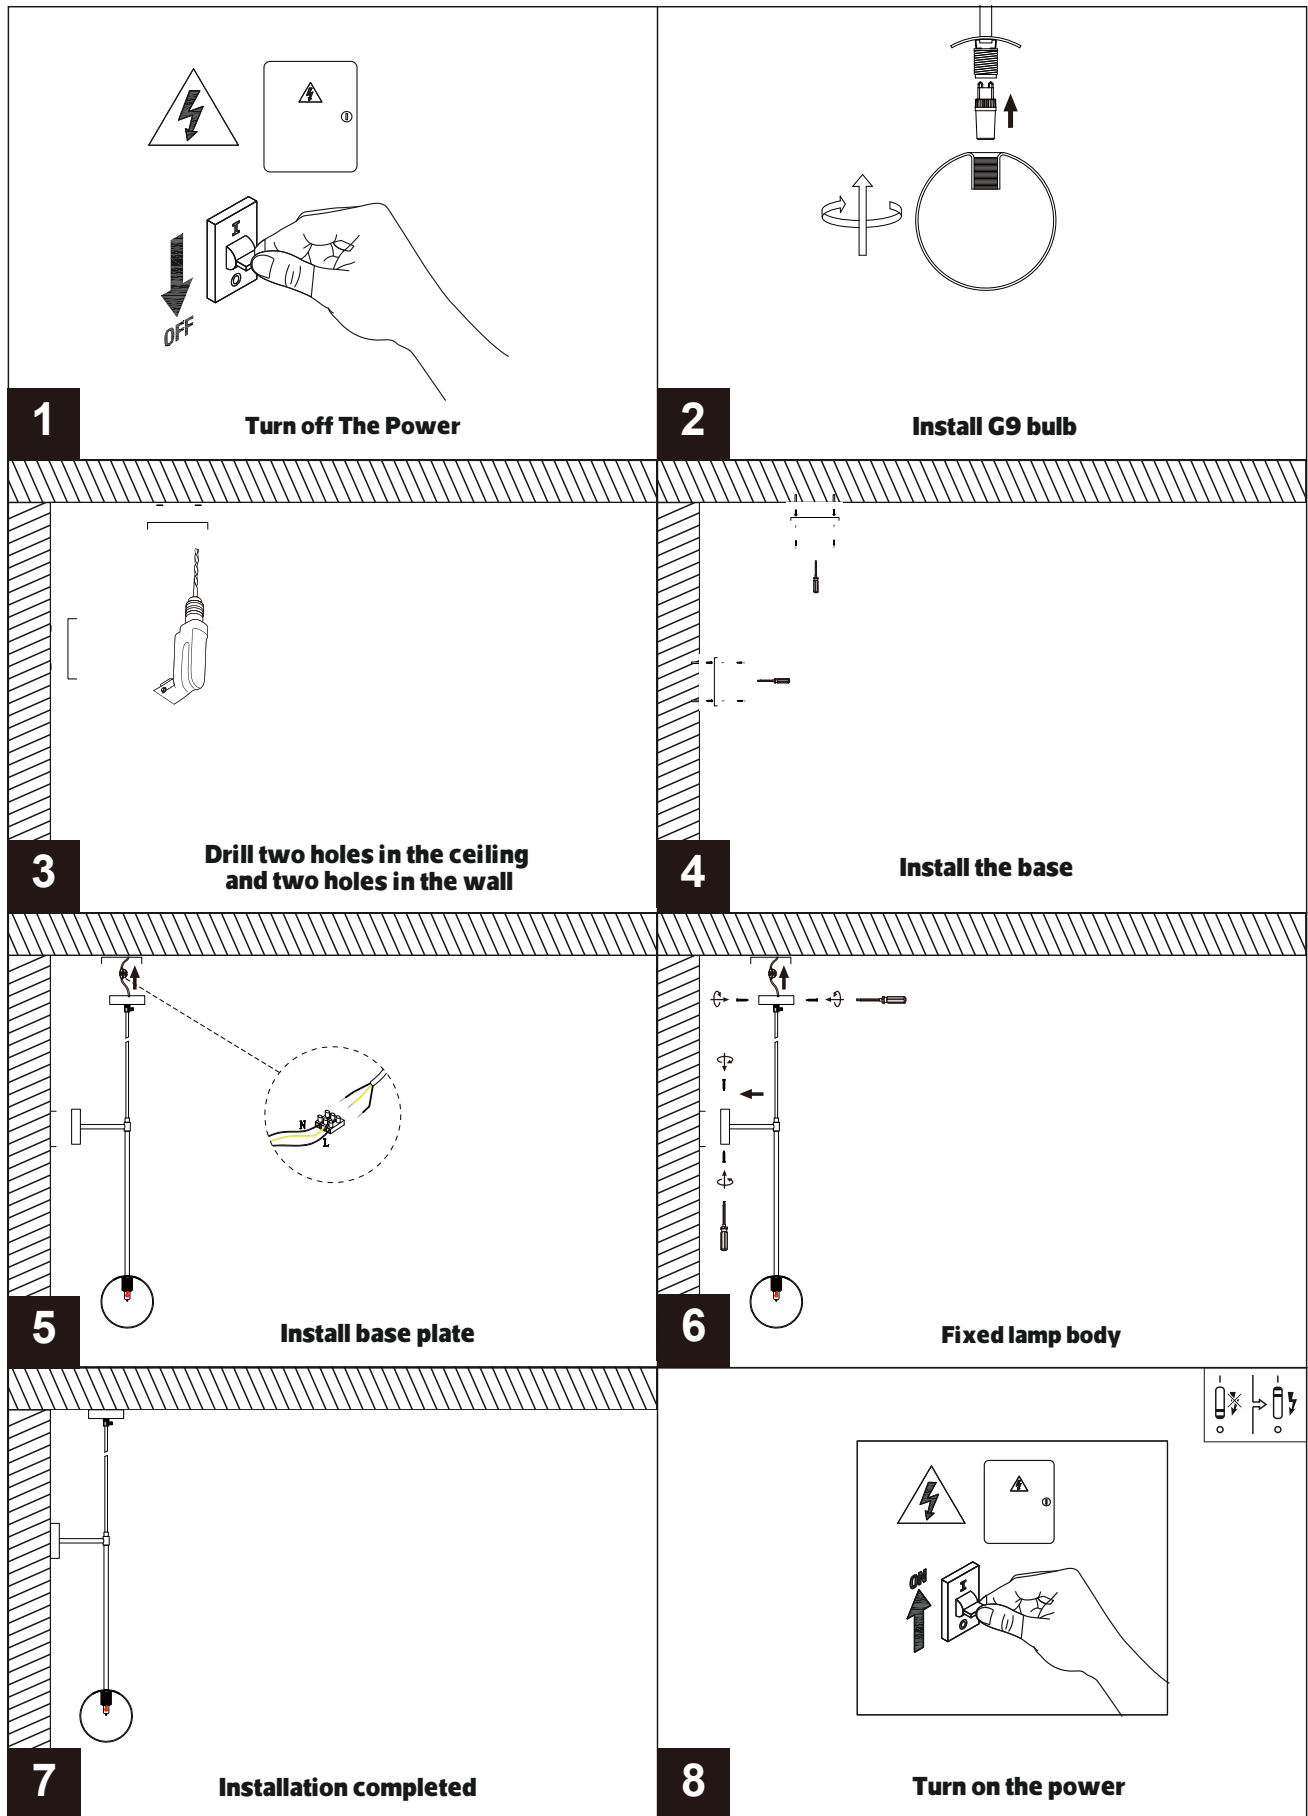 I
OFF
1
Turn off The Power
2
Install G9 bulb
3
Drill two holes in the ceiling
and two holes in the wall
4
Install the base
N
L
5
Install base plate
6
Fixed lamp body
7
Installation completed
ON
I
8
Turn on the power